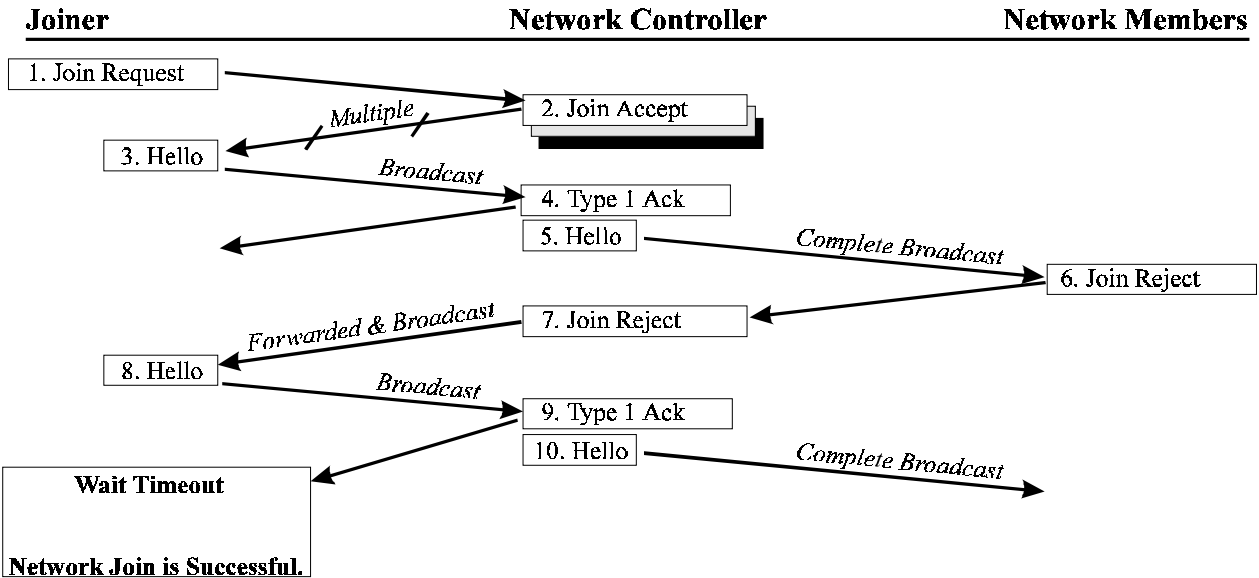 Joiner Network Controller Network Members
1. Join Request
2. Join Accept
Multiple
3. Hello
Broadcast
4. Type 1 Ack
5. Hello
Complete Broadcast
6. Join Reject
7. Join Reject
Forwarded & Broadcast
8. Hello
Broadcast
9. Type 1 Ack
10. Hello
Complete Broadcast
Wait Timeout
Network Join is Successful.